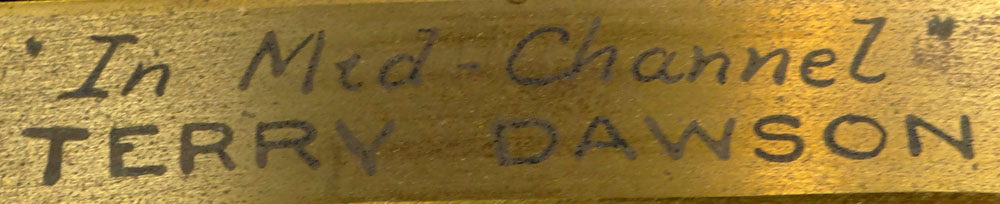 "In Mid-Channel"
TERRY DAWSON